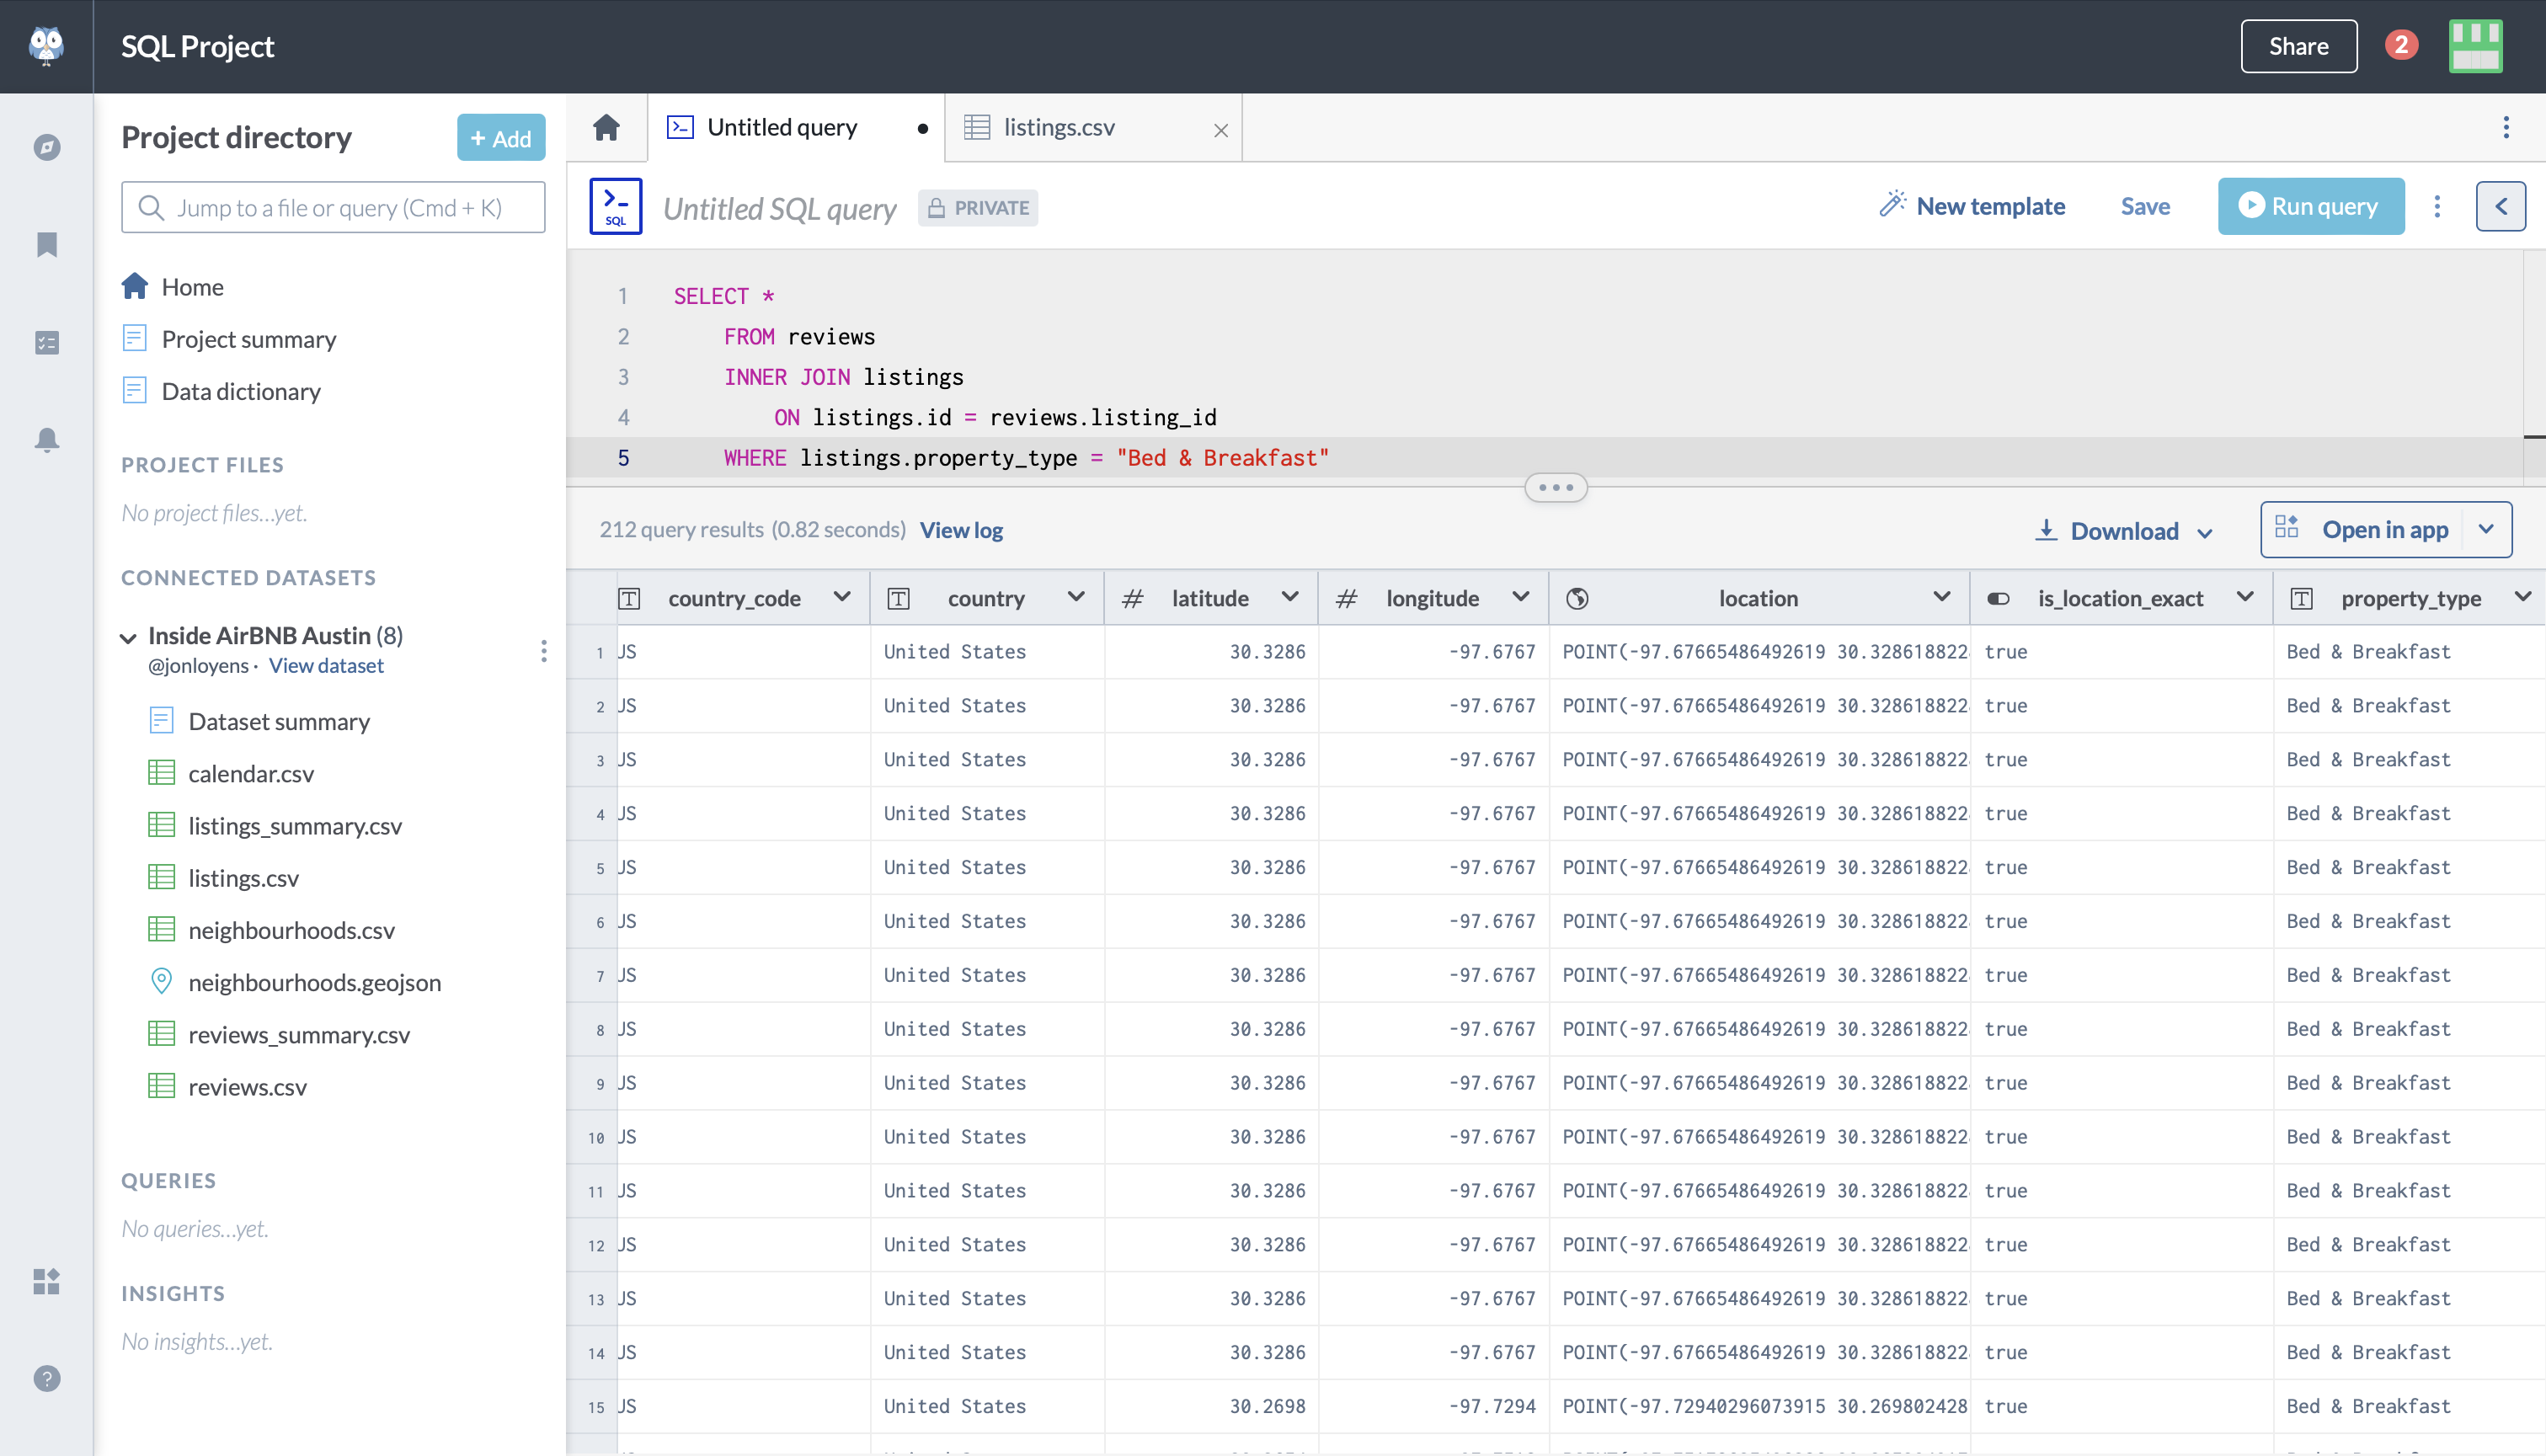 SQL Project
Share
2
Project directory
+ Add
Jump to a file or query (Cmd + K)
Home
Project summary
Data dictionary
PROJECT FILES
No project files...yet.
CONNECTED DATASETS
Inside AirBNB Austin (8)
@jonloyens · View dataset
Dataset summary
calendar.csv
listings_summary.csv
listings.csv
neighbourhoods.csv
neighbourhoods.geojson
reviews_summary.csv
reviews.csv
QUERIES
No queries...yet.
INSIGHTS
No insights...yet.
?
Untitled query
listings.csv
SQL
Untitled SQL query
PRIVATE
New template
Save
Run query
1 SELECT *
2 FROM reviews
3 INNER JOIN listings
4 ON listings.id = reviews.listing_id
5 WHERE listings.property_type = "Bed & Breakfast"
212 query results (0.82 seconds) View log
Download
Open in app
T country_code T country # latitude # longitude location is_location_exact T property_type
1 US United States 30.3286 -97.6767 POINT(-97.67665486492619 30.328618822 true Bed & Breakfast
2 US United States 30.3286 -97.6767 POINT(-97.67665486492619 30.328618822 true Bed & Breakfast
3 US United States 30.3286 -97.6767 POINT(-97.67665486492619 30.328618822 true Bed & Breakfast
4 US United States 30.3286 -97.6767 POINT(-97.67665486492619 30.328618822 true Bed & Breakfast
5 US United States 30.3286 -97.6767 POINT(-97.67665486492619 30.328618822 true Bed & Breakfast
6 US United States 30.3286 -97.6767 POINT(-97.67665486492619 30.328618822 true Bed & Breakfast
7 US United States 30.3286 -97.6767 POINT(-97.67665486492619 30.328618822 true Bed & Breakfast
8 US United States 30.3286 -97.6767 POINT(-97.67665486492619 30.328618822 true Bed & Breakfast
9 US United States 30.3286 -97.6767 POINT(-97.67665486492619 30.328618822 true Bed & Breakfast
10 US United States 30.3286 -97.6767 POINT(-97.67665486492619 30.328618822 true Bed & Breakfast
11 US United States 30.3286 -97.6767 POINT(-97.67665486492619 30.328618822 true Bed & Breakfast
12 US United States 30.3286 -97.6767 POINT(-97.67665486492619 30.328618822 true Bed & Breakfast
13 US United States 30.3286 -97.6767 POINT(-97.67665486492619 30.328618822 true Bed & Breakfast
14 US United States 30.3286 -97.6767 POINT(-97.67665486492619 30.328618822 true Bed & Breakfast
15 US United States 30.2698 -97.7294 POINT(-97.72940296073915 30.269802428 true Bed & Breakfast